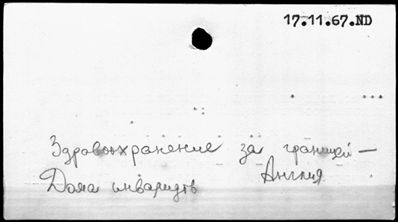 17.11.67.ND
Здравоохранение за границей —
Дома инвалидов Англия